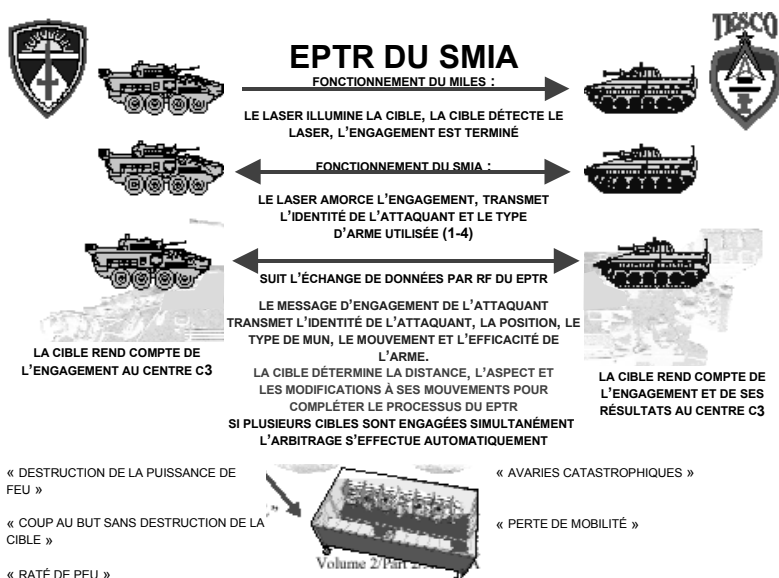 TESCO
EPTR DU SMIA
FONCTIONNEMENT DU MILES :
LE LASER ILLUMINE LA CIBLE, LA CIBLE DÉTECTE LE
LASER, L'ENGAGEMENT EST TERMINÉ
FONCTIONNEMENT DU SMIA :
LE LASER AMORCE L'ENGAGEMENT, TRANSMET
L'IDENTITÉ DE L'ATTAQUANT ET LE TYPE
D'ARME UTILISÉE (1-4)
SUIT L'ÉCHANGE DE DONNÉES PAR RF DU EPTR
LE MESSAGE D'ENGAGEMENT DE L'ATTAQUANT
TRANSMET L'IDENTITÉ DE L'ATTAQUANT, LA POSITION, LE
TYPE DE MUN, LE MOUVEMENT ET L'EFFICACITÉ DE
L'ARME.
LA CIBLE DÉTERMINE LA DISTANCE, L'ASPECT ET
LES MODIFICATIONS À SES MOUVEMENTS POUR
COMPLÉTER LE PROCESSUS DU EPTR
SI PLUSIEURS CIBLES SONT ENGAGÉES SIMULTANÉMENT
L'ARBITRAGE S'EFFECTUE AUTOMATIQUEMENT
LA CIBLE REND COMPTE DE
L'ENGAGEMENT AU CENTRE C3
LA CIBLE REND COMPTE DE
L'ENGAGEMENT ET DE SES
RÉSULTATS AU CENTRE C3
« DESTRUCTION DE LA PUISSANCE DE
FEU »
« COUP AU BUT SANS DESTRUCTION DE LA
CIBLE »
« RATÉ DE PEU »
« AVARIES CATASTROPHIQUES »
« PERTE DE MOBILITÉ »
Volume 2/Part